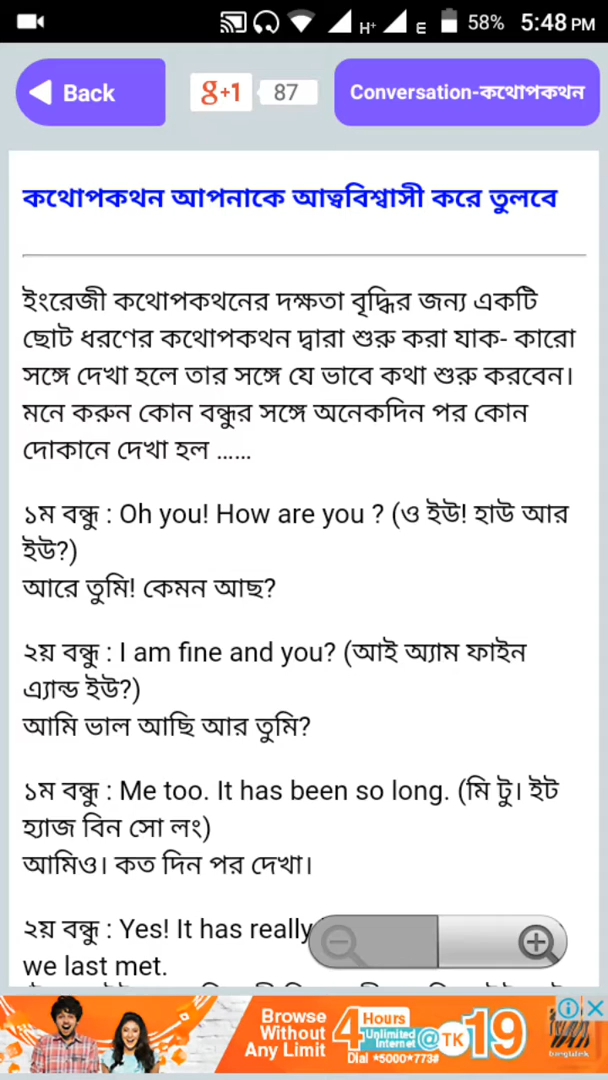 H+
E
58%
5:48 PM
Back
g+1
87
Conversation-কথোপকথন
কথোপকথন আপনাকে আত্ববিশ্বাসী করে তুলবে
ইংরেজী কথোপকথনের দক্ষতা বৃদ্ধির জন্য একটি
ছোট ধরণের কথোপকথন দ্বারা শুরু করা যাক- কারো
সঙ্গে দেখা হলে তার সঙ্গে যে ভাবে কথা শুরু করবেন।
মনে করুন কোন বন্ধুর সঙ্গে অনেকদিন পর কোন
দোকানে দেখা হল ......
১ম বন্ধু : Oh you! How are you ? (ও ইউ! হাউ আর
ইউ?)
আরে তুমি! কেমন আছ?
২য় বন্ধু : I am fine and you? (আই অ্যাম ফাইন
এ্যান্ড ইউ?)
আমি ভাল আছি আর তুমি?
১ম বন্ধু : Me too. It has been so long. (মি টু। ইট
হ্যাজ বিন সো লং)
আমিও। কত দিন পর দেখা।
২য় বন্ধু : Yes! It has really
we last met.
Browse
Without
Any Limit
4 Hours
Unlimited
Internet @ TK 19
Dial *5000*773#
banglalink